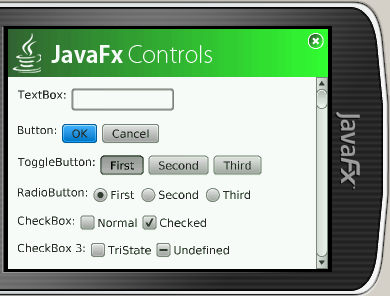 JavaFx Controls
TextBox:
Button: OK Cancel
ToggleButton: First Second Third
RadioButton: First Second Third
CheckBox: Normal Checked
CheckBox 3: TriState Undefined
JavaFx